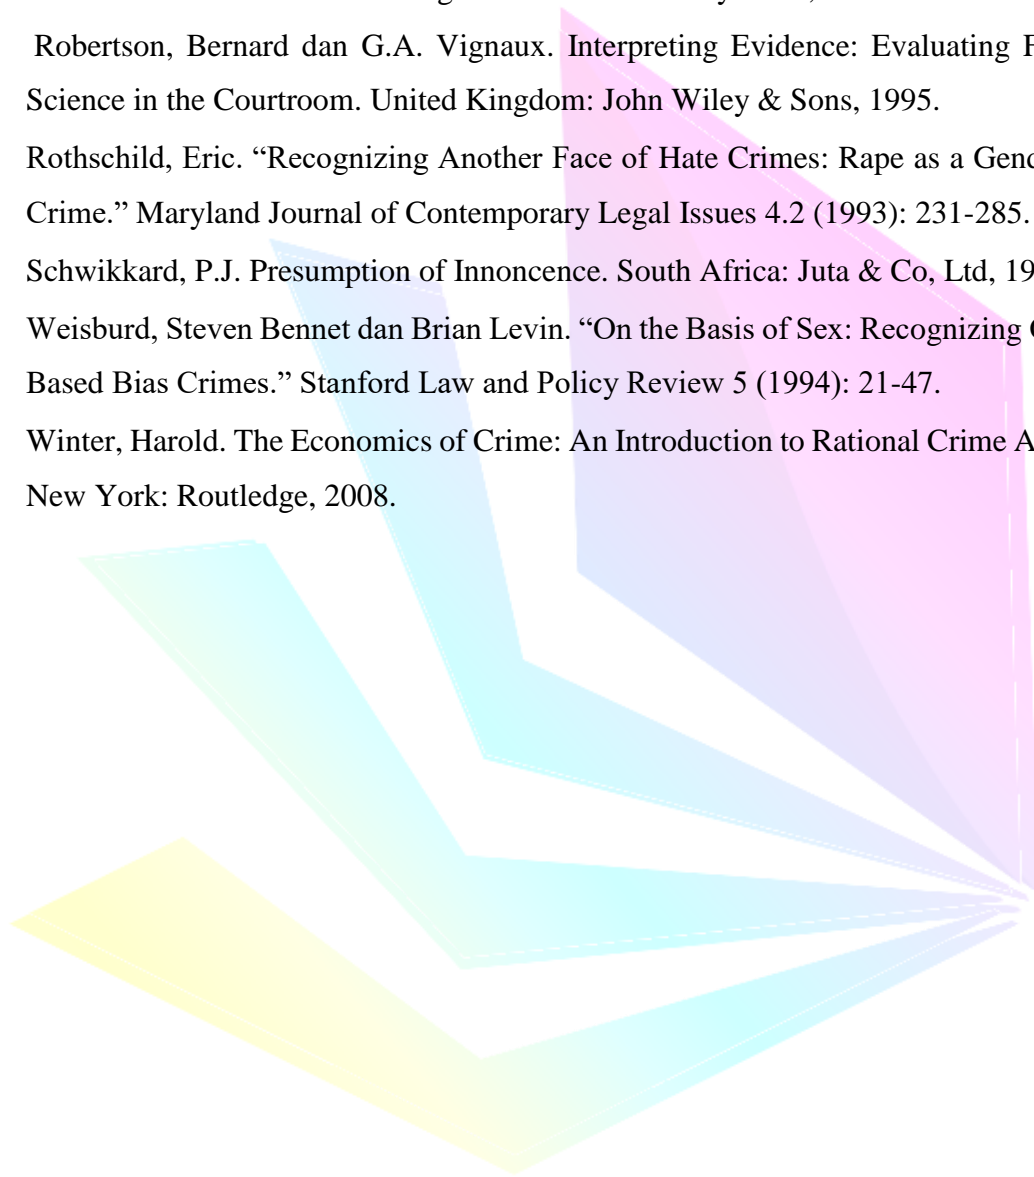 Robertson, Bernard dan G.A. Vignaux. Interpreting Evidence: Evaluating
Science in the Courtroom. United Kingdom: John Wiley & Sons, 1995.
Rothschild, Eric. “Recognizing Another Face of Hate Crimes: Rape as a
Crime.” Maryland Journal of Contemporary Legal Issues 4.2 (1993): 231-285.
Schwikkard, P.J. Presumption of Innoncence. South Africa: Juta & Co, Ltd,
Weisburd, Steven Bennet dan Brian Levin. “On the Basis of Sex: Recognizing
Based Bias Crimes.” Stanford Law and Policy Review 5 (1994): 21-47.
Winter, Harold. The Economics of Crime: An Introduction to Rational Crime
New York: Routledge, 2008.